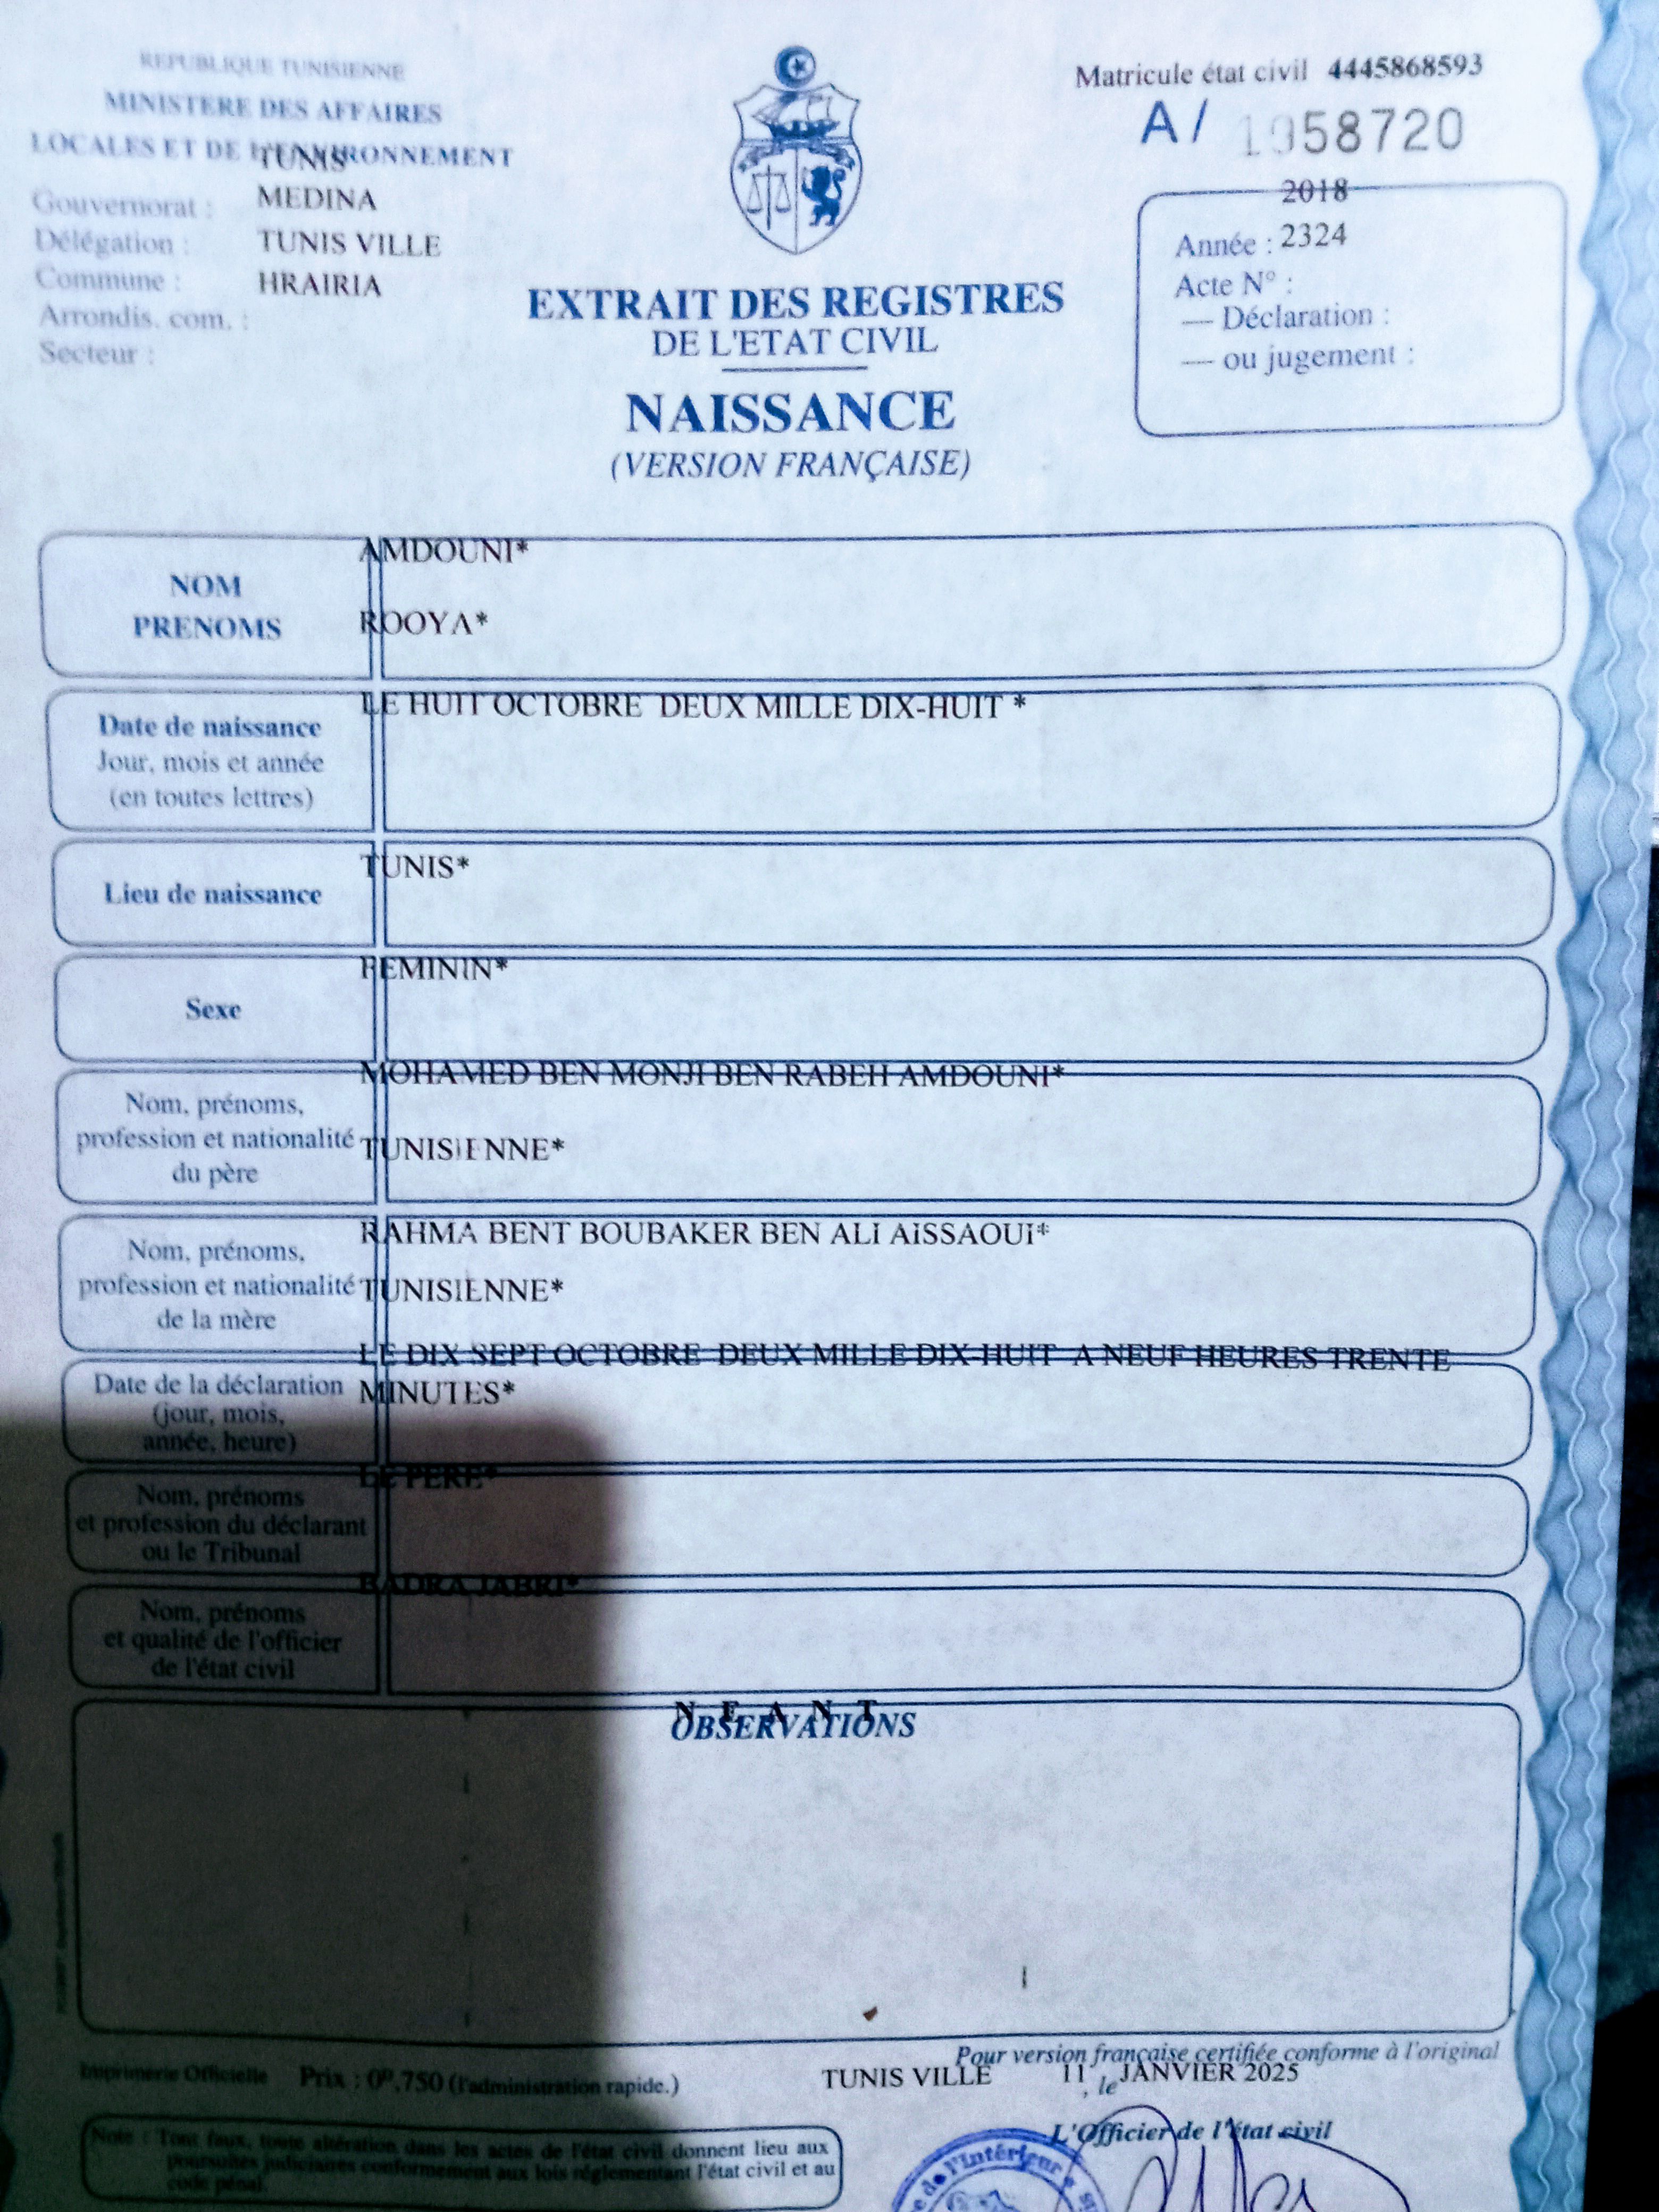 REPUBLIQUE TUNISIENNE
MINISTERE DES AFFAIRES
LOCALES ET DE L'ENVIRONNEMENT
TUNIS
Gouvernorat : MEDINA
Délégation : TUNIS VILLE
Commune : HRAIRIA
Arrondis. com. :
Secteur :
Matricule état civil 4445868593
A/ 1958720
2018
Année : 2324
Acte N° :
— Déclaration :
— ou jugement :
EXTRAIT DES REGISTRES
DE L'ETAT CIVIL
NAISSANCE
(VERSION FRANÇAISE)
AMDOUNI*
NOM
PRENOMS
ROOYA*
LE HUIT OCTOBRE DEUX MILLE DIX-HUIT *
Date de naissance
Jour, mois et année
(en toutes lettres)
TUNIS*
Lieu de naissance
FEMININ*
Sexe
MOHAMED BEN MONJI BEN RABEH AMDOUNI*
Nom, prénoms,
profession et nationalité
du père
TUNISIENNE*
RAHMA BENT BOUBAKER BEN ALI AISSAOUI*
Nom, prénoms,
profession et nationalité
de la mère
TUNISIENNE*
LE DIX SEPT OCTOBRE DEUX MILLE DIX-HUIT A NEUF HEURES TRENTE
MINUTES*
Date de la déclaration
(jour, mois,
année, heure)
LE PERE*
Nom, prénoms
et profession du déclarant
ou le Tribunal
BADRA JABRI*
Nom, prénoms
et qualité de l'officier
de l'état civil
N E A N T
OBSERVATIONS
Pour version française certifiée conforme à l'original
Imprimerie Officielle Prix : 0ᴰ,750 (l'administration rapide.)
TUNIS VILLE 11 , le JANVIER 2025
L'Officier de l'état civil
Note : Tout faux, toute altération dans les actes de l'état civil donnent lieu aux
poursuites judiciaires conformement aux lois réglementant l'état civil et au
code pénal.
de l'Intérieur